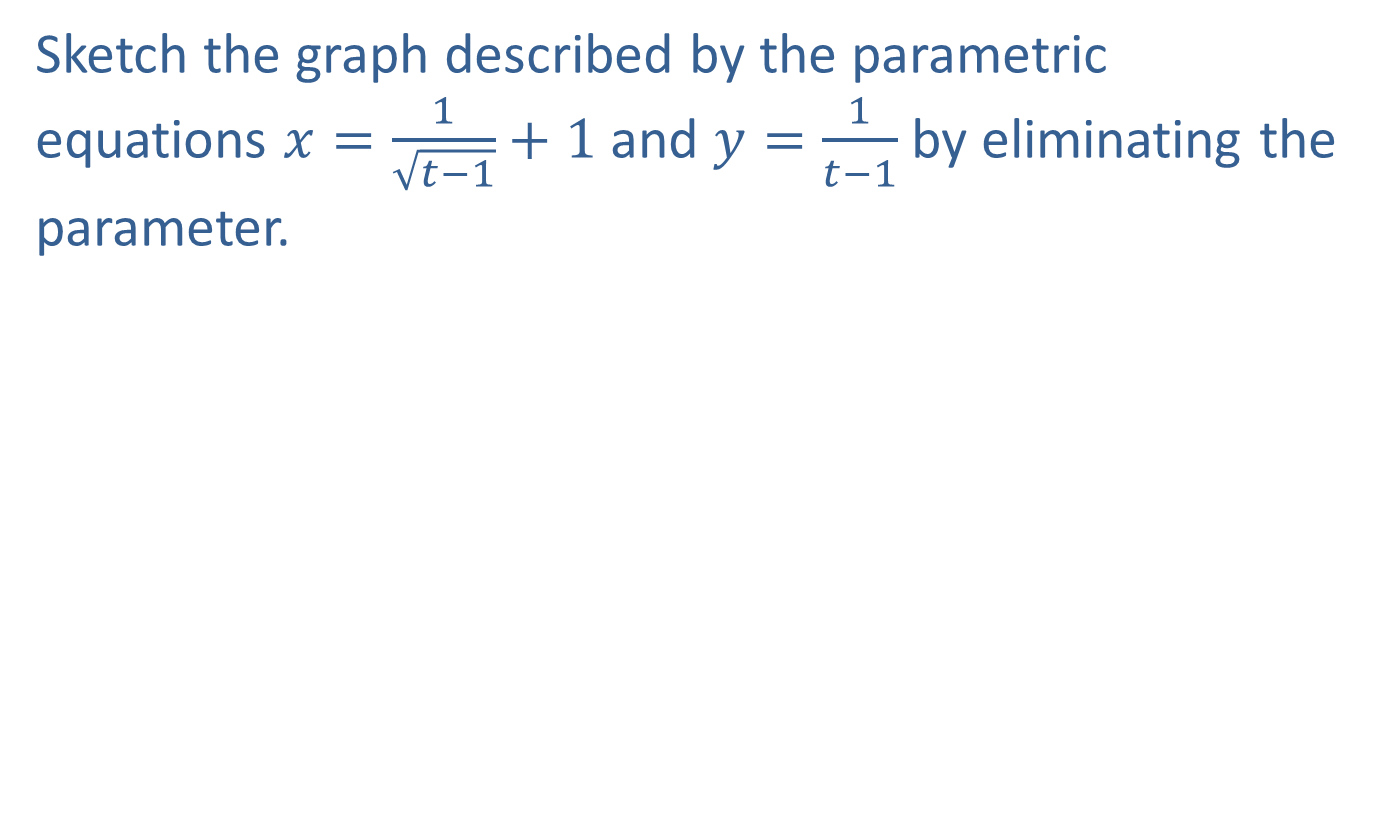 Sketch the graph described by the parametric
equations x = 1/√(t−1) + 1 and y = 1/(t−1) by eliminating the
parameter.